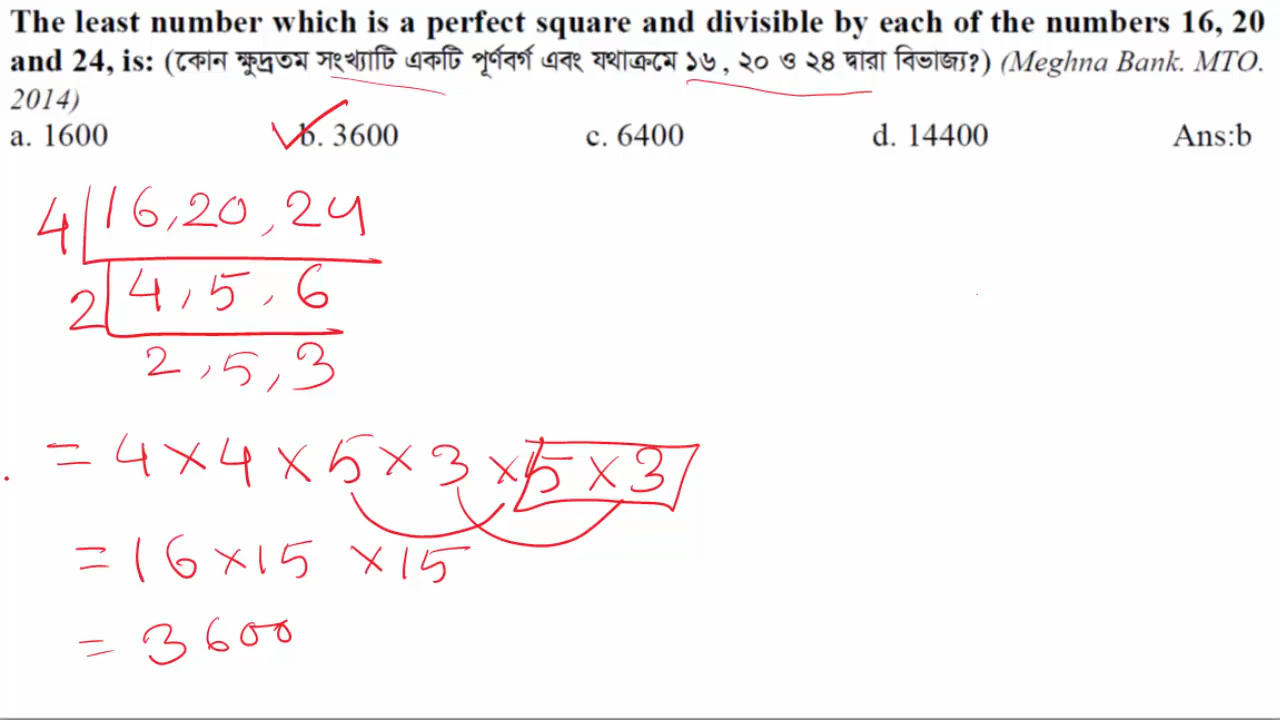 The least number which is a perfect square and divisible by each of the numbers 16, 20
and 24, is: (কোন ক্ষুদ্রতম সংখ্যাটি একটি পূর্ণবর্গ এবং যথাক্রমে ১৬, ২০ ও ২৪ দ্বারা বিভাজ্য?) (Meghna Bank. MTO.
2014)
a. 1600 b. 3600 c. 6400 d. 14400 Ans:b
4 16, 20, 24
2 4, 5, 6
2, 5, 3
= 4 × 4 × 5 × 3 × 5 × 3
= 16 × 15 × 15
= 3600